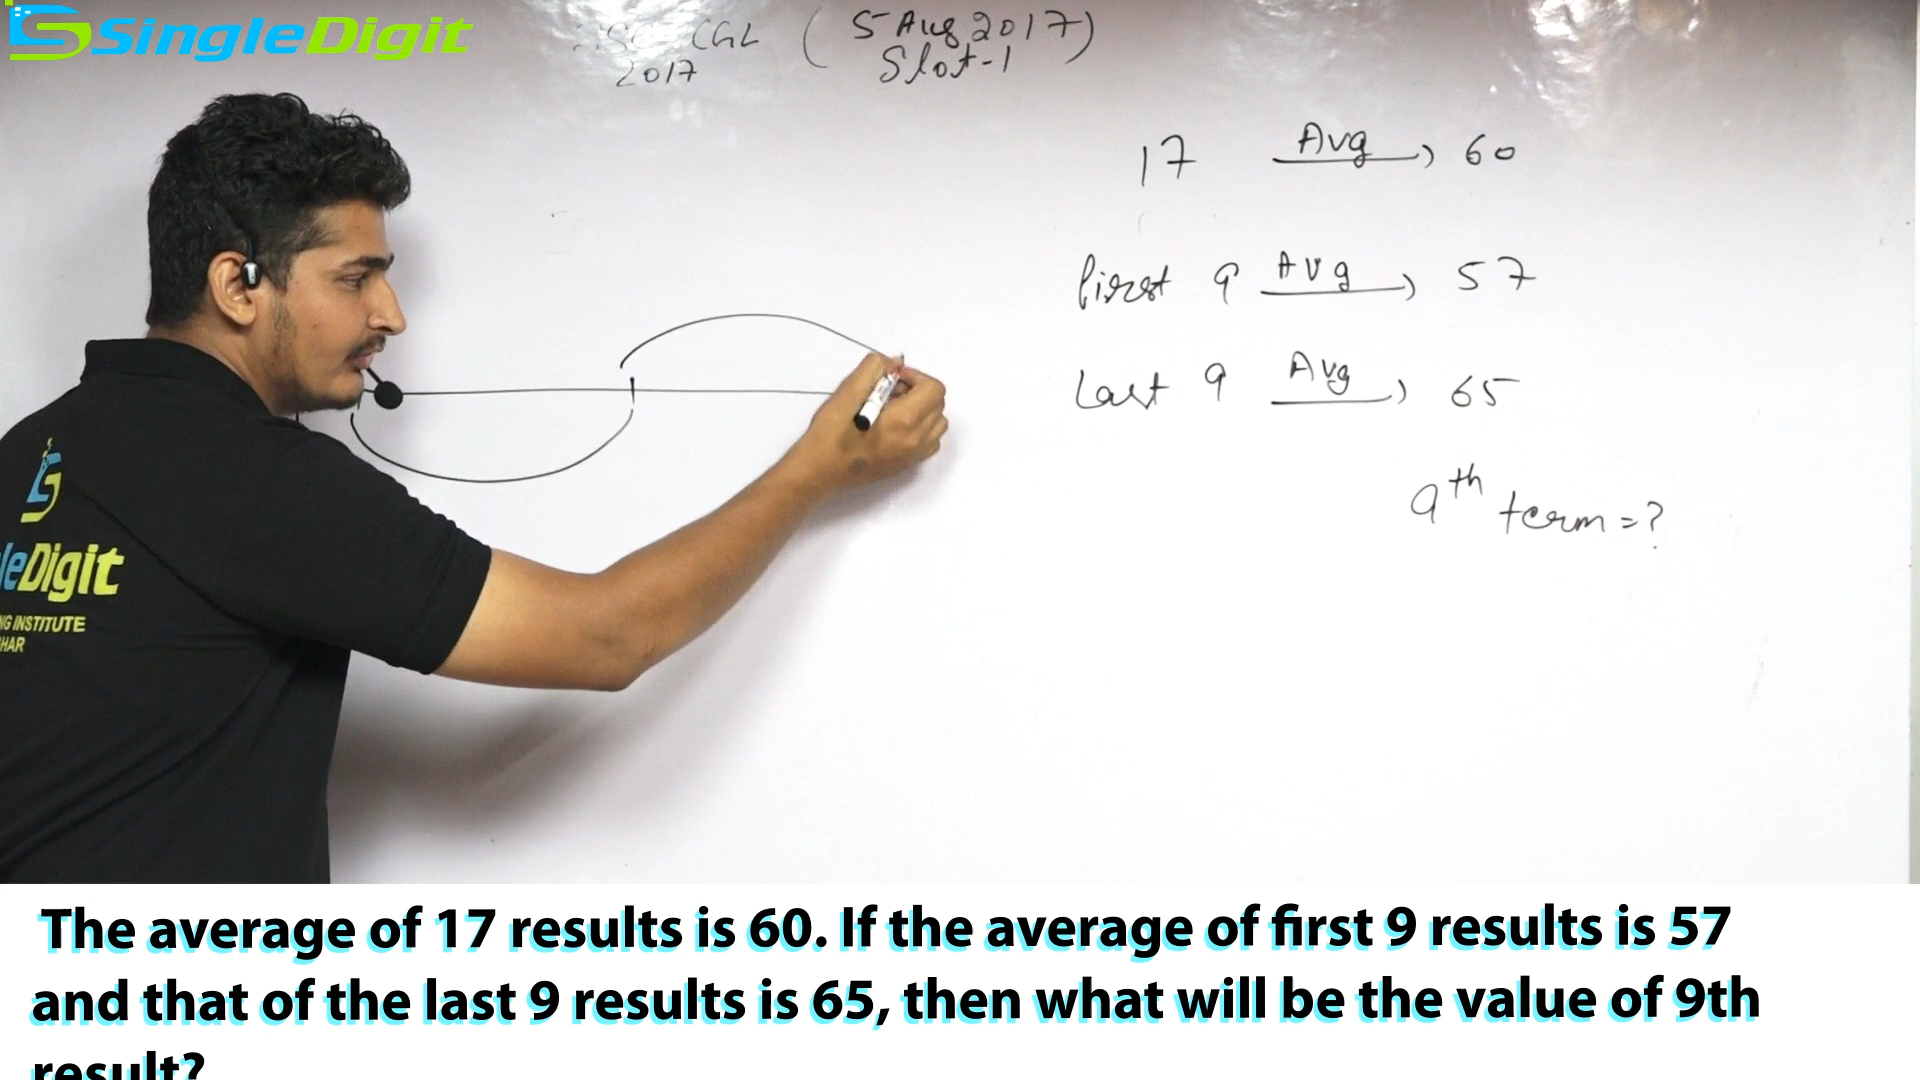 SingleDigit
CGL (5 Aug 2017)
2017 Slot-1
17 Avg 60
first 9 Avg 57
Last 9 Avg 65
9th term = ?
leDigit
NG INSTITUTE
HAR
The average of 17 results is 60. If the average of first 9 results is 57
and that of the last 9 results is 65, then what will be the value of 9th
result?